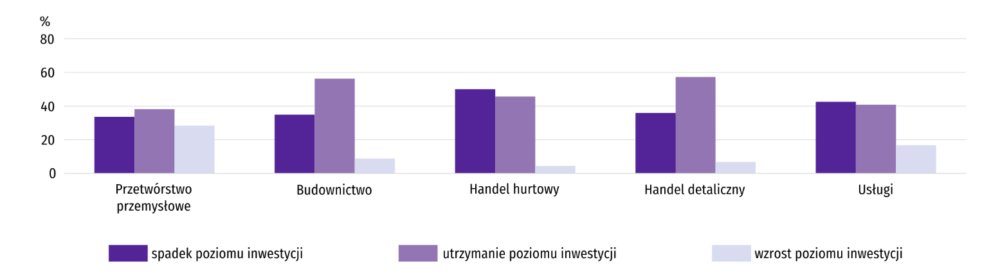 %
80
60
40
20
0
Przetwórstwo
przemysłowe
Budownictwo
Handel hurtowy
Handel detaliczny
Usługi
spadek poziomu inwestycji
utrzymanie poziomu inwestycji
wzrost poziomu inwestycji